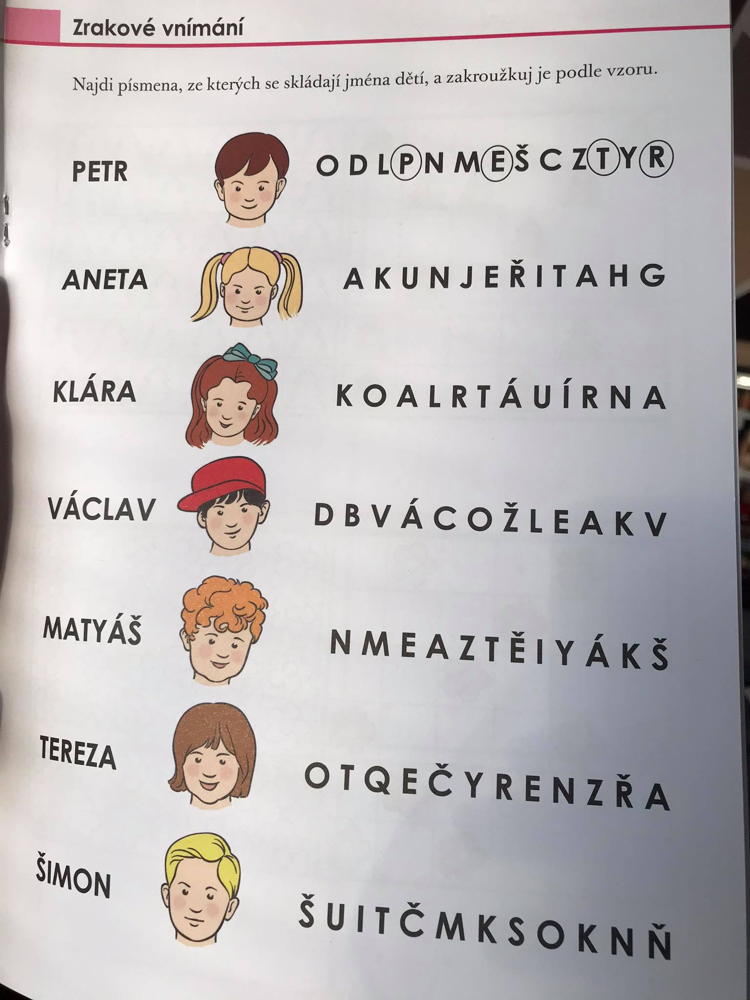 Zrakové vnímání
Najdi písmena, ze kterých se skládají jména dětí, a zakroužkuj je podle vzoru.
PETR O D L P N M E Š C Z T Y R
ANETA A K U N J E Ř I T A H G
KLÁRA K O A L R T Á U Í R N A
VÁCLAV D B V Á C O Ž L E A K V
MATYÁŠ N M E A Z T Ě I Y Á K Š
TEREZA O T Q E Č Y R E N Z Ř A
ŠIMON Š U I T Č M K S O K N Ň